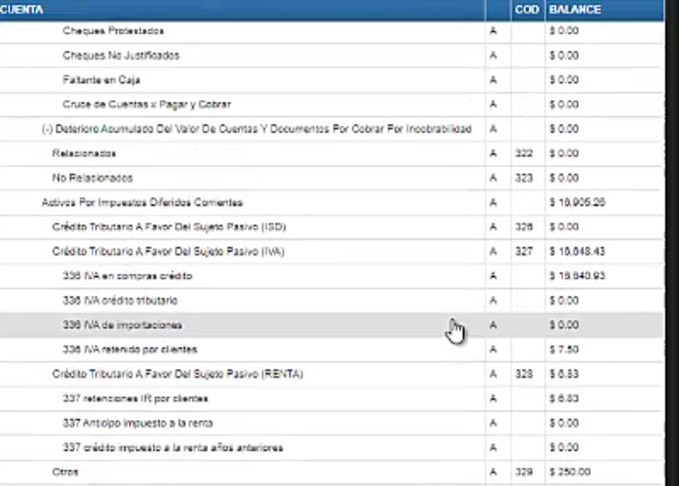 CUENTA COD BALANCE
Cheques Protestados A $ 0.00
Cheques No Justificados A $ 0.00
Faltante en Caja A $ 0.00
Cruce de Cuentas x Pagar y Cobrar A $ 0.00
(-) Deterioro Acumulado Del Valor De Cuentas Y Documentos Por Cobrar Por Incobrabilidad A $ 0.00
Relacionados A 322 $ 0.00
No Relacionados A 323 $ 0.00
Activos Por Impuestos Diferidos Corrientes A $ 16.905.26
Crédito Tributario A Favor Del Sujeto Pasivo (ISD) A 326 $ 0.00
Crédito Tributario A Favor Del Sujeto Pasivo (IVA) A 327 $ 16.648.43
336 IVA en compras crédito A $ 16.640.93
336 IVA crédito tributario A $ 0.00
336 IVA de importaciones A $ 0.00
336 IVA retenido por clientes A $ 7.50
Crédito Tributario A Favor Del Sujeto Pasivo (RENTA) A 328 $ 6.83
337 retenciones IR por clientes A $ 6.83
337 Anticipo impuesto a la renta A $ 0.00
337 crédito impuesto a la renta años anteriores A $ 0.00
Otros A 329 $ 250.00